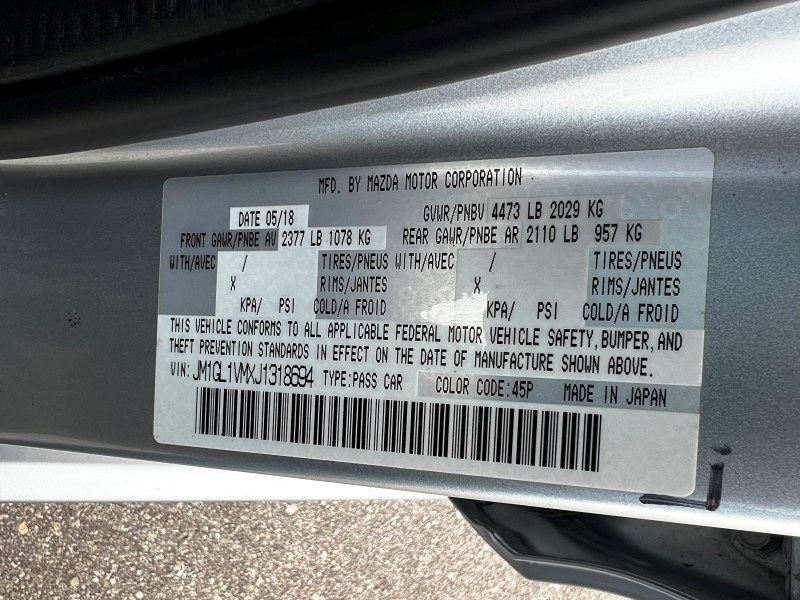 MFD. BY MAZDA MOTOR CORPORATION
DATE 05/18 GVWR/PNBV 4473 LB 2029 KG
FRONT GAWR/PNBE AV 2377 LB 1078 KG REAR GAWR/PNBE AR 2110 LB 957 KG
WITH/AVEC / TIRES/PNEUS WITH/AVEC / TIRES/PNEUS
X RIMS/JANTES X RIMS/JANTES
KPA/ PSI COLD/A FROID KPA/ PSI COLD/A FROID
THIS VEHICLE CONFORMS TO ALL APPLICABLE FEDERAL MOTOR VEHICLE SAFETY, BUMPER, AND
THEFT PREVENTION STANDARDS IN EFFECT ON THE DATE OF MANUFACTURE SHOWN ABOVE.
VIN: JM1GL1VMXJ1318694 TYPE:PASS CAR COLOR CODE:45P MADE IN JAPAN